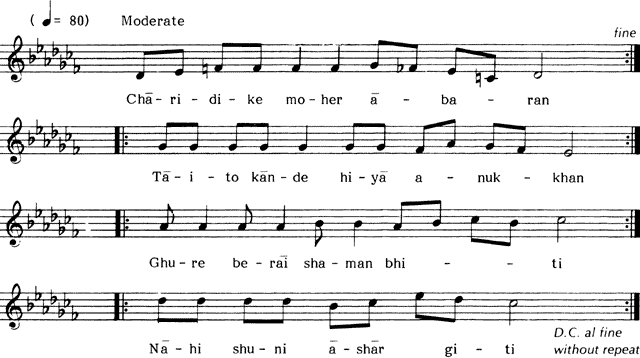 ( ♩= 80) Moderate
fine
Chā-ri-di-ke mo-her ā-ba-ran
Tā-i-to kān-de hi-yā a-nuk-khan
Ghu-re be-rāi sha-man bhi-ti
Nā-hi shu-ni ā-shār gi-ti
D.C. al fine
without repeat